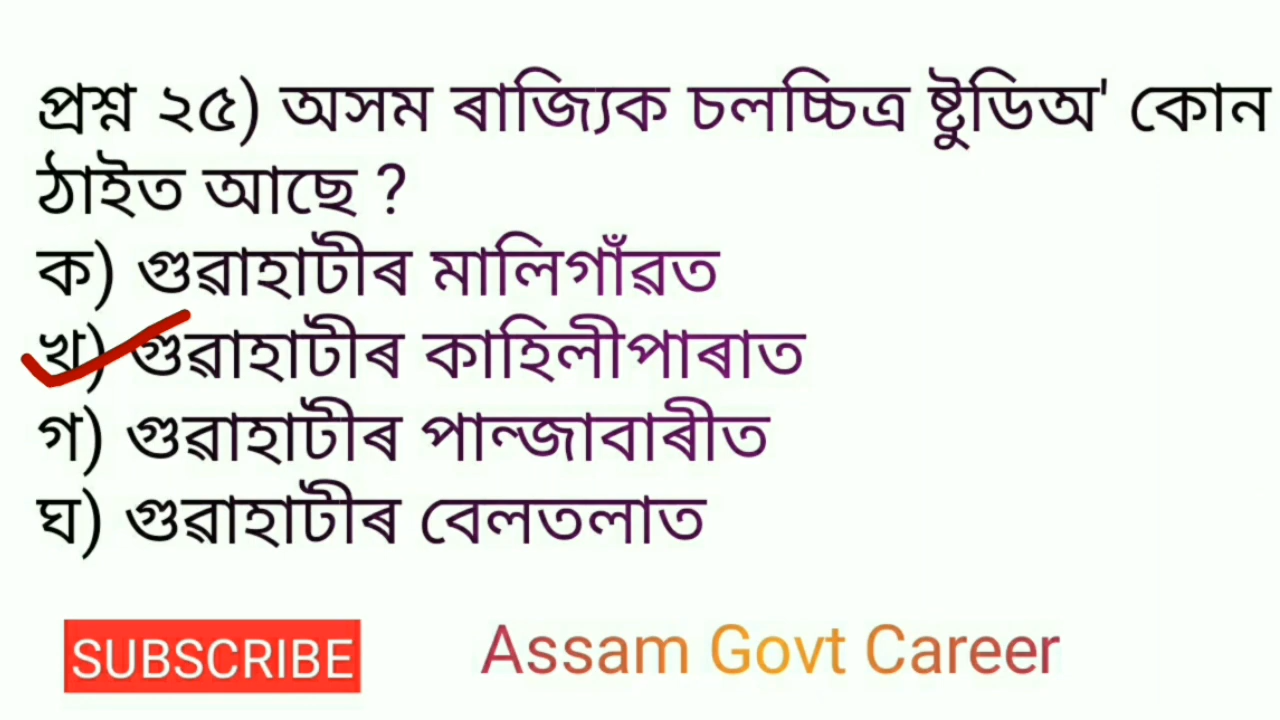 প্ৰশ্ন ২৫) অসম ৰাজ্যিক চলচ্চিত্ৰ ষ্টুডিঅ' কোন
ঠাইত আছে ?
ক) গুৱাহাটীৰ মালিগাঁৱত
খ) গুৱাহাটীৰ কাহিলীপাৰাত
গ) গুৱাহাটীৰ পান্জাবাৰীত
ঘ) গুৱাহাটীৰ বেলতলাত
SUBSCRIBE Assam Govt Career